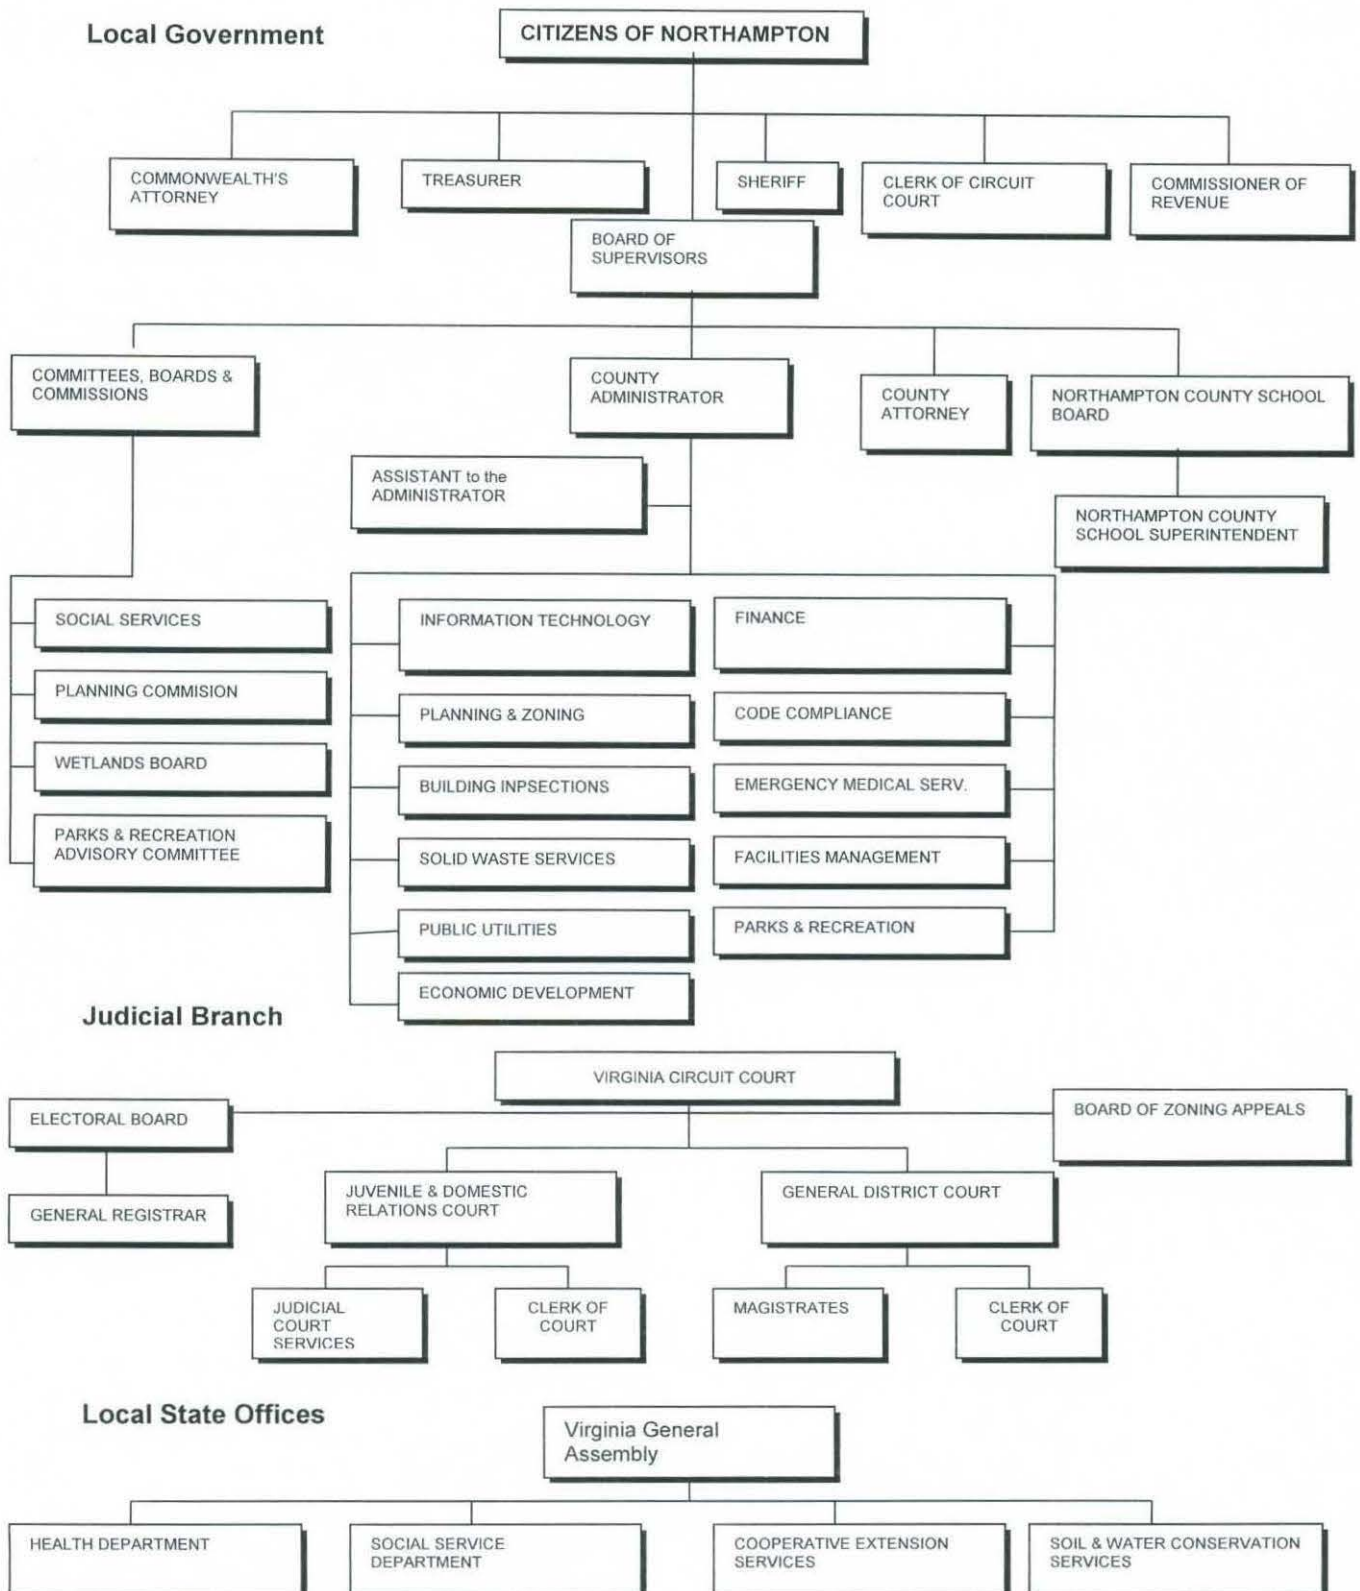 Local Government
CITIZENS OF NORTHAMPTON
COMMONWEALTH'S
ATTORNEY
TREASURER
SHERIFF
CLERK OF CIRCUIT
COURT
COMMISSIONER OF
REVENUE
BOARD OF
SUPERVISORS
COMMITTEES, BOARDS &
COMMISSIONS
COUNTY
ADMINISTRATOR
COUNTY
ATTORNEY
NORTHAMPTON COUNTY SCHOOL
BOARD
ASSISTANT to the
ADMINISTRATOR
NORTHAMPTON COUNTY
SCHOOL SUPERINTENDENT
SOCIAL SERVICES
PLANNING COMMISION
WETLANDS BOARD
PARKS & RECREATION
ADVISORY COMMITTEE
INFORMATION TECHNOLOGY
PLANNING & ZONING
BUILDING INPSECTIONS
SOLID WASTE SERVICES
PUBLIC UTILITIES
ECONOMIC DEVELOPMENT
FINANCE
CODE COMPLIANCE
EMERGENCY MEDICAL SERV.
FACILITIES MANAGEMENT
PARKS & RECREATION
Judicial Branch
VIRGINIA CIRCUIT COURT
ELECTORAL BOARD
BOARD OF ZONING APPEALS
GENERAL REGISTRAR
JUVENILE & DOMESTIC
RELATIONS COURT
GENERAL DISTRICT COURT
JUDICIAL
COURT
SERVICES
CLERK OF
COURT
MAGISTRATES
CLERK OF
COURT
Local State Offices
Virginia General
Assembly
HEALTH DEPARTMENT
SOCIAL SERVICE
DEPARTMENT
COOPERATIVE EXTENSION
SERVICES
SOIL & WATER CONSERVATION
SERVICES